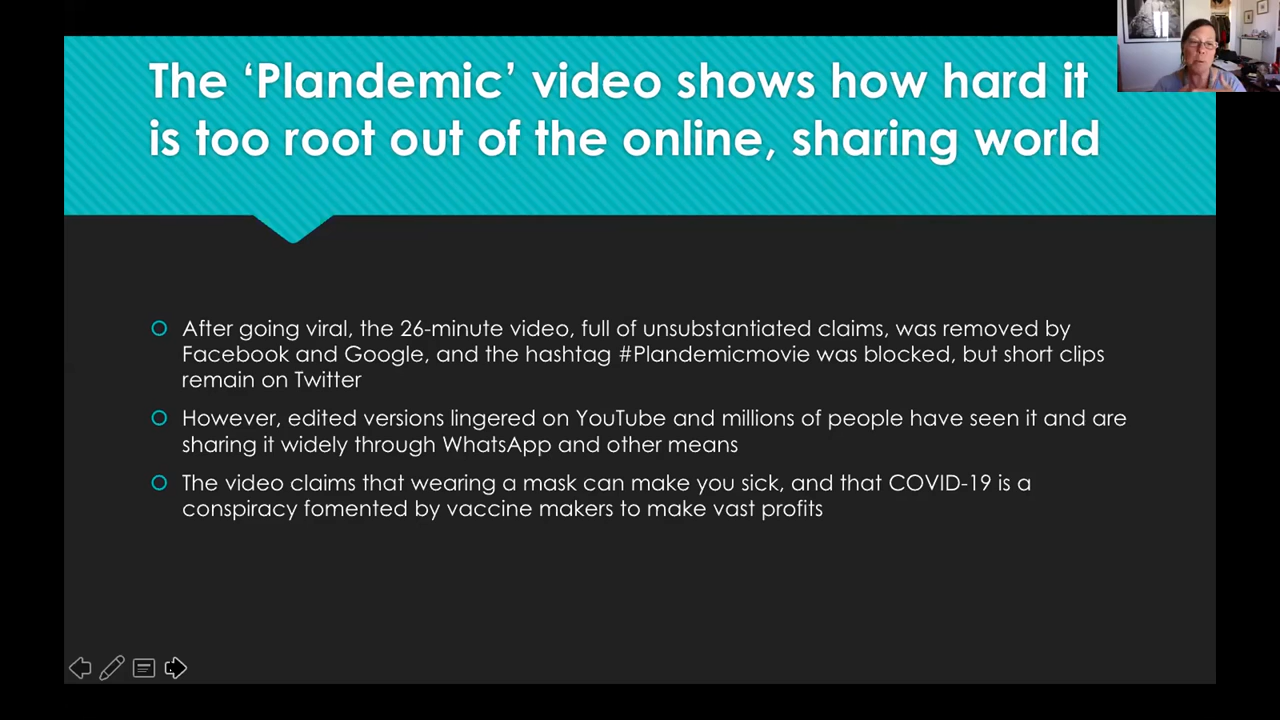 The ‘Plandemic’ video shows how hard it
is too root out of the online, sharing world
After going viral, the 26-minute video, full of unsubstantiated claims, was removed by
Facebook and Google, and the hashtag #Plandemicmovie was blocked, but short clips
remain on Twitter
However, edited versions lingered on YouTube and millions of people have seen it and are
sharing it widely through WhatsApp and other means
The video claims that wearing a mask can make you sick, and that COVID-19 is a
conspiracy fomented by vaccine makers to make vast profits